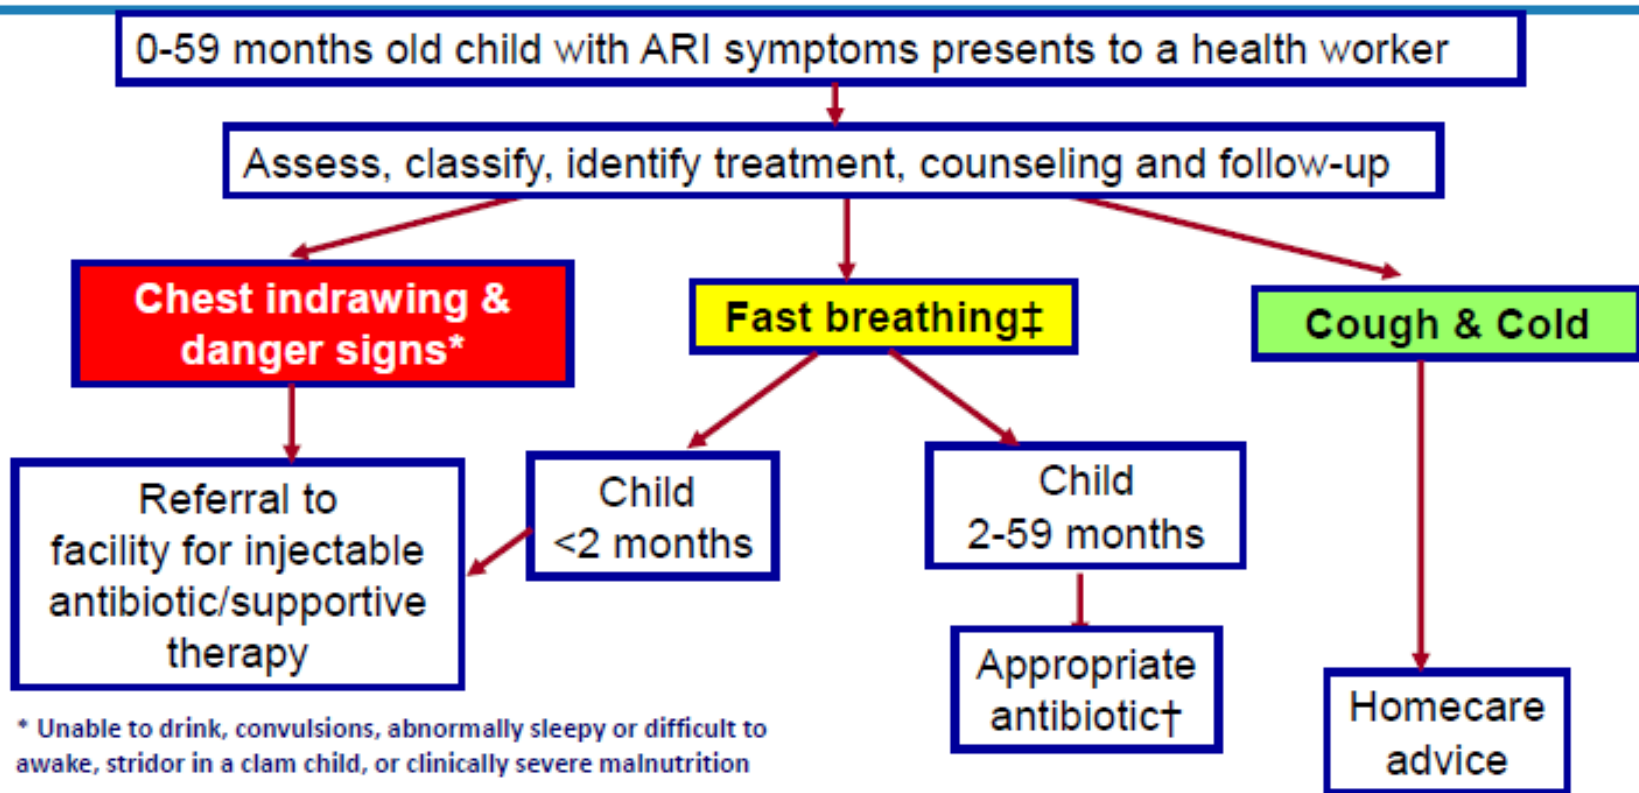 0-59 months old child with ARI symptoms presents to a health worker
Assess, classify, identify treatment, counseling and follow-up
Chest indrawing &
danger signs*
Fast breathing‡
Cough & Cold
Referral to
facility for injectable
antibiotic/supportive
therapy
Child
<2 months
Child
2-59 months
Appropriate
antibiotic†
Homecare
advice
* Unable to drink, convulsions, abnormally sleepy or difficult to
awake, stridor in a clam child, or clinically severe malnutrition